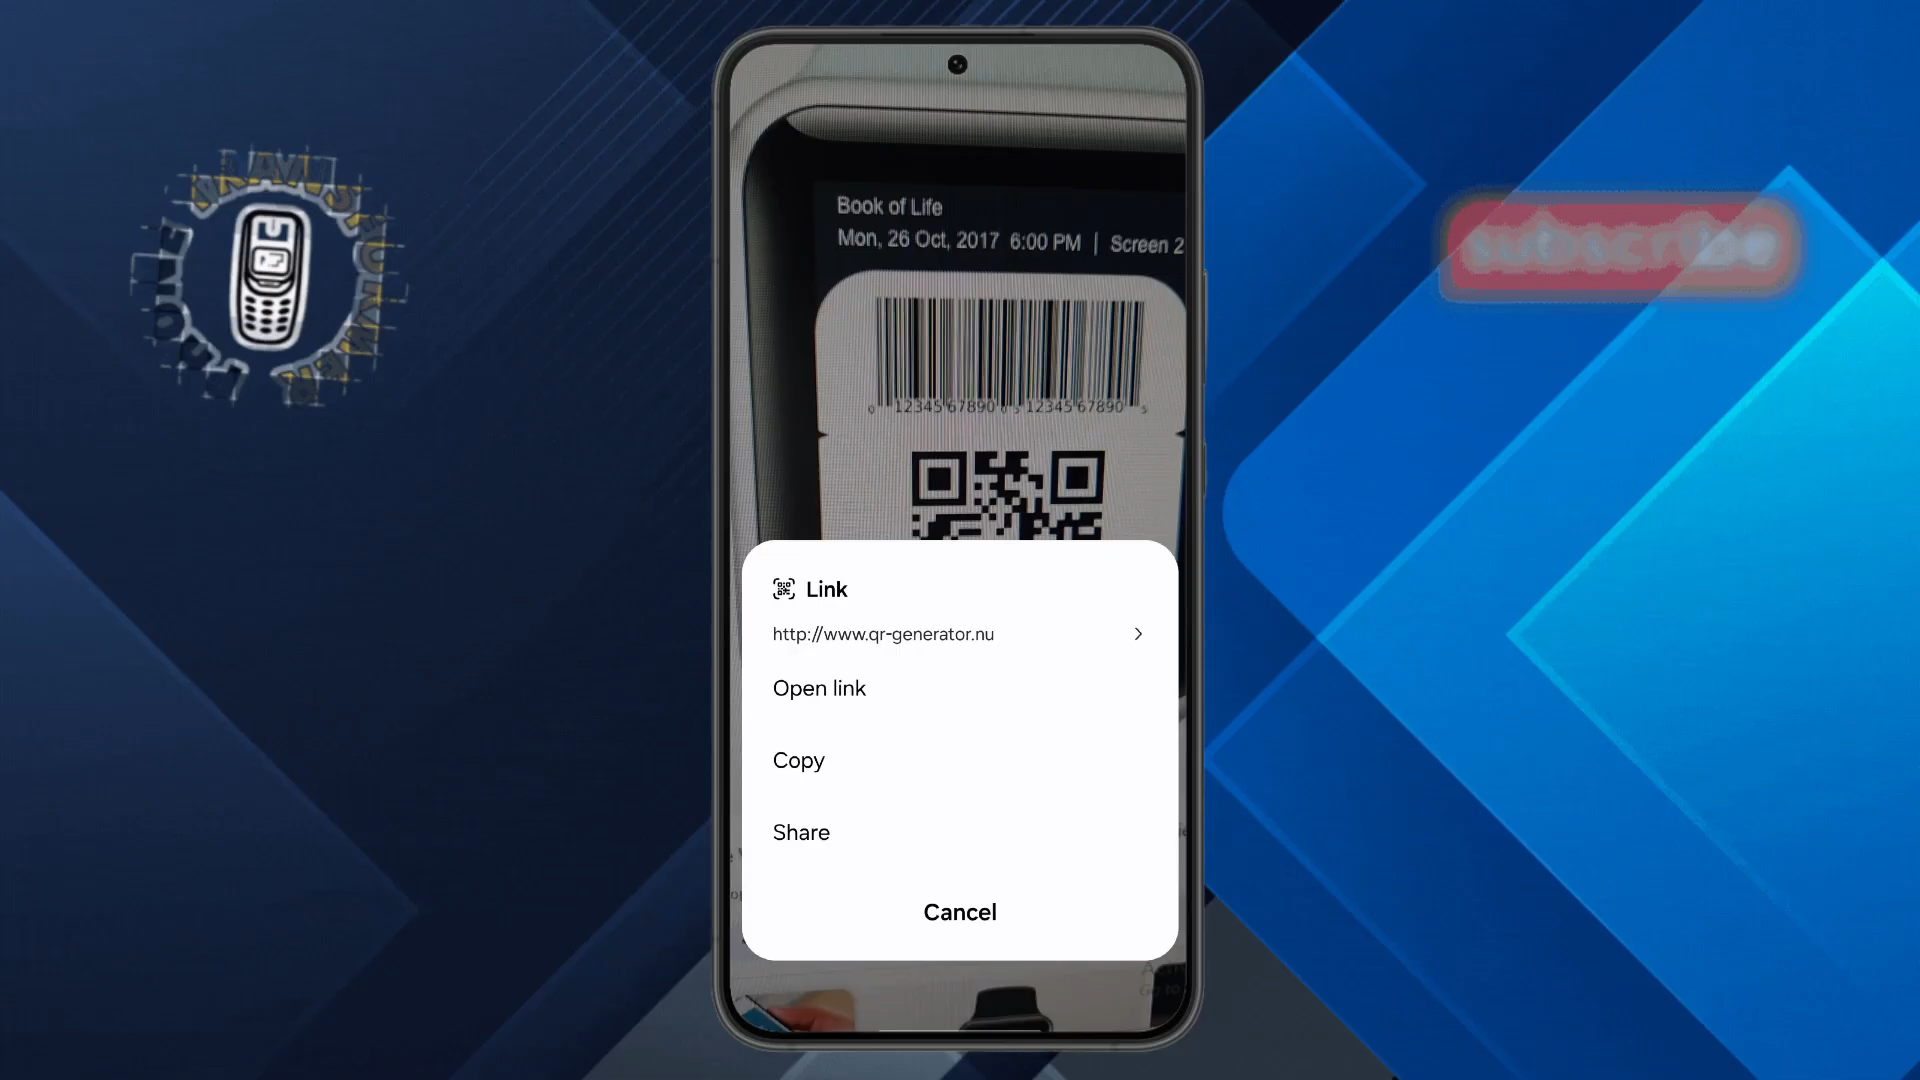 Book of Life
Mon, 26 Oct, 2017 6:00 PM | Screen 2
0 12345 67890 0 5 12345 67890 5
subscribe
Link
http://www.qr-generator.nu
Open link
Copy
Share
Cancel